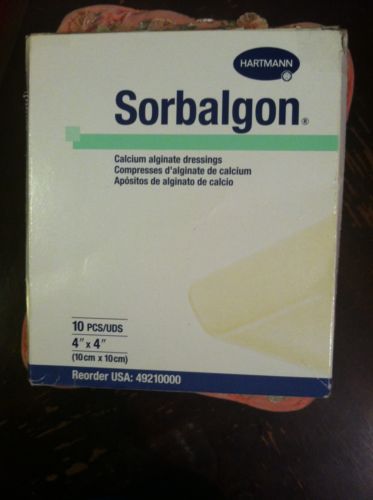 HARTMANN
Sorbalgon®
Calcium alginate dressings
Compresses d'alginate de calcium
Apósitos de alginato de calcio
10 PCS/UDS
4" x 4"
(10cm x 10cm)
Reorder USA: 49210000